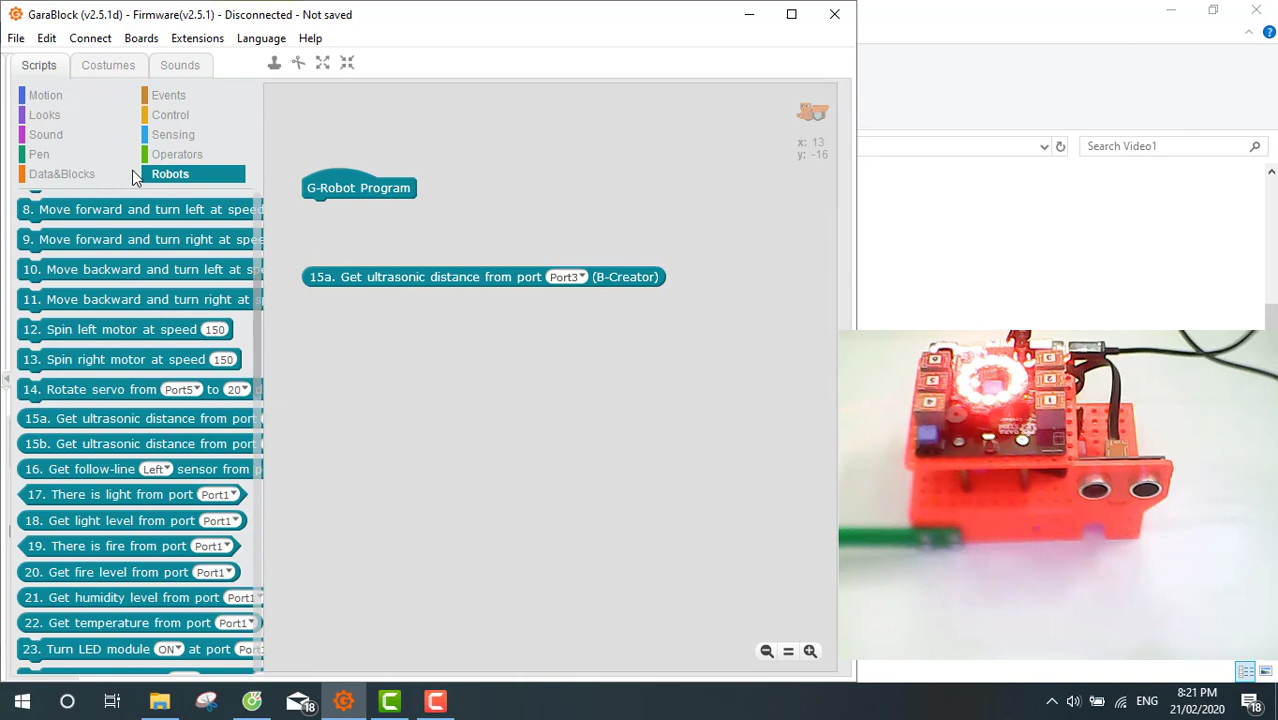 GaraBlock (v2.5.1d) - Firmware(v2.5.1) - Disconnected - Not saved
File Edit Connect Boards Extensions Language Help
Scripts Costumes Sounds
Motion Events
Looks Control
Sound Sensing
Pen Operators
Data&Blocks Robots
x: 13
y: -16
G-Robot Program
15a. Get ultrasonic distance from port Port3 (B-Creator)
8. Move forward and turn left at speed
9. Move forward and turn right at spee
10. Move backward and turn left at sp
11. Move backward and turn right at s
12. Spin left motor at speed 150
13. Spin right motor at speed 150
14. Rotate servo from Port5 to 20 d
15a. Get ultrasonic distance from port
15b. Get ultrasonic distance from port
16. Get follow-line Left sensor from p
17. There is light from port Port1
18. Get light level from port Port1
19. There is fire from port Port1
20. Get fire level from port Port1
21. Get humidity level from port Port1
22. Get temperature from port Port1
23. Turn LED module ON at port Port1
Search Video1
6 3
5 2
4 1
18
ENG
8:21 PM
21/02/2020
18